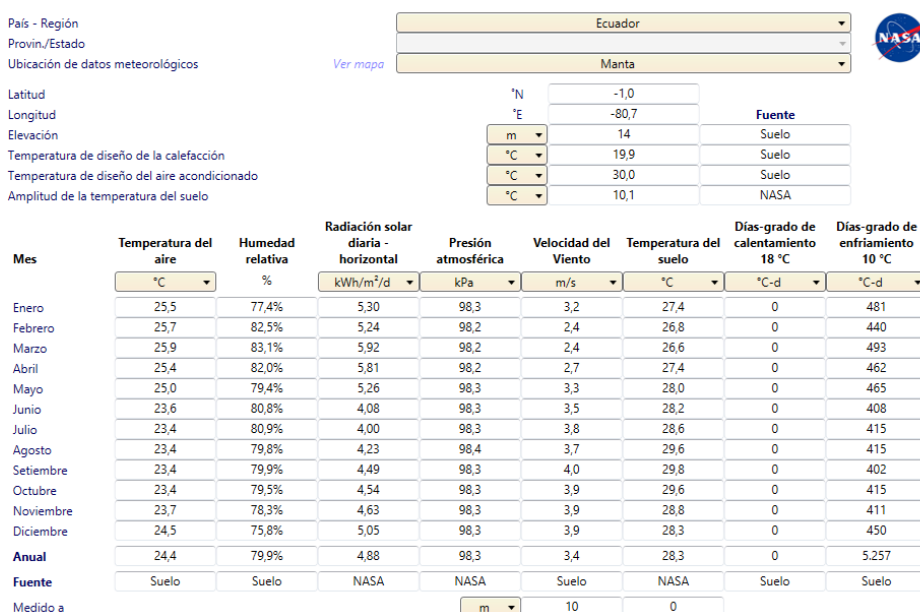 País - Región Ecuador
Provin./Estado
Ubicación de datos meteorológicos Ver mapa Manta
NASA
Latitud °N -1,0
Longitud °E -80,7 Fuente
Elevación m 14 Suelo
Temperatura de diseño de la calefacción °C 19,9 Suelo
Temperatura de diseño del aire acondicionado °C 30,0 Suelo
Amplitud de la temperatura del suelo °C 10,1 NASA
Mes Temperatura del aire Humedad relativa Radiación solar diaria - horizontal Presión atmosférica Velocidad del Viento Temperatura del suelo Días-grado de calentamiento 18 °C Días-grado de enfriamiento 10 °C
°C % kWh/m²/d kPa m/s °C °C-d °C-d
Enero 25,5 77,4% 5,30 98,3 3,2 27,4 0 481
Febrero 25,7 82,5% 5,24 98,2 2,4 26,8 0 440
Marzo 25,9 83,1% 5,92 98,2 2,4 26,6 0 493
Abril 25,4 82,0% 5,81 98,2 2,7 27,4 0 462
Mayo 25,0 79,4% 5,26 98,3 3,3 28,0 0 465
Junio 23,6 80,8% 4,08 98,3 3,5 28,2 0 408
Julio 23,4 80,9% 4,00 98,3 3,8 28,6 0 415
Agosto 23,4 79,8% 4,23 98,4 3,7 29,6 0 415
Setiembre 23,4 79,9% 4,49 98,3 4,0 29,8 0 402
Octubre 23,4 79,5% 4,54 98,3 3,9 29,6 0 415
Noviembre 23,7 78,3% 4,63 98,3 3,9 28,8 0 411
Diciembre 24,5 75,8% 5,05 98,3 3,9 28,3 0 450
Anual 24,4 79,9% 4,88 98,3 3,4 28,3 0 5.257
Fuente Suelo Suelo NASA NASA Suelo NASA Suelo Suelo
Medido a m 10 0